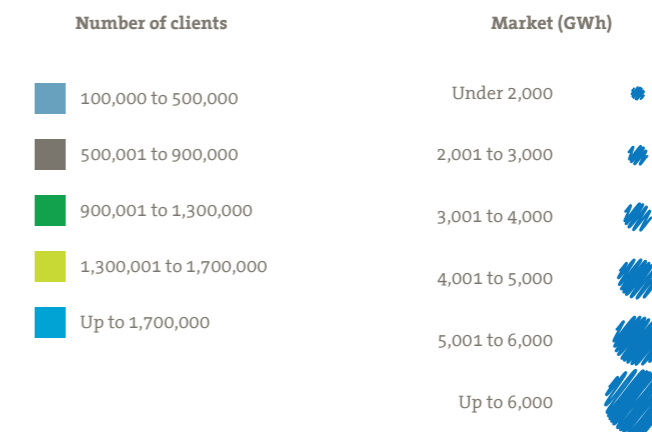 Number of clients
100,000 to 500,000
500,001 to 900,000
900,001 to 1,300,000
1,300,001 to 1,700,000
Up to 1,700,000
Market (GWh)
Under 2,000
2,001 to 3,000
3,001 to 4,000
4,001 to 5,000
5,001 to 6,000
Up to 6,000